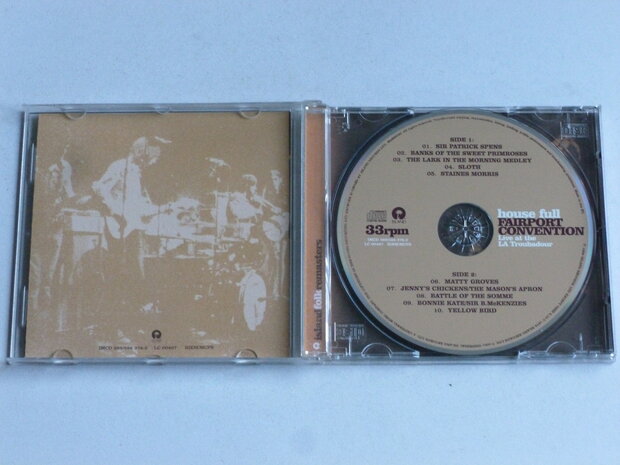 island folk remasters
SIDE 1:
01. SIR PATRICK SPENS
02. BANKS OF THE SWEET PRIMROSES
03. THE LARK IN THE MORNING MEDLEY
04. SLOTH
05. STAINES MORRIS
house full
FAIRPORT
CONVENTION
Live at the
LA Troubadour
ISLAND
33rpm
SIDE 2:
06. MATTY GROVES
07. JENNY'S CHICKENS/THE MASON'S APRON
08. BATTLE OF THE SOMME
09. BONNIE KATE/SIR B. McKENZIES
10. YELLOW BIRD